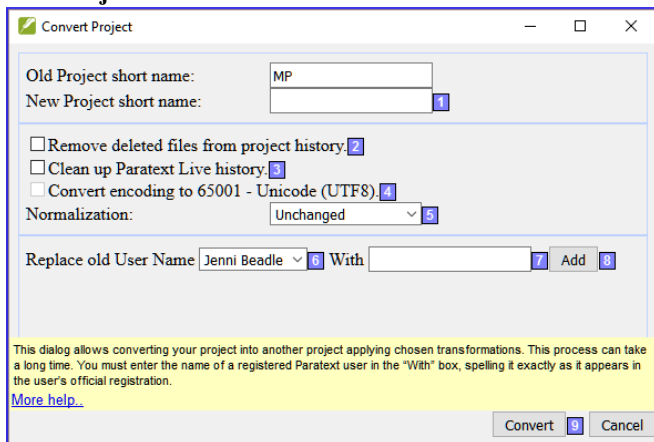 Convert Project
Old Project short name: MP
New Project short name: 1
Remove deleted files from project history. 2
Clean up Paratext Live history. 3
Convert encoding to 65001 - Unicode (UTF8). 4
Normalization: Unchanged 5
Replace old User Name Jenni Beadle 6 With 7 Add 8
This dialog allows converting your project into another project applying chosen transformations. This process can take
a long time. You must enter the name of a registered Paratext user in the "With" box, spelling it exactly as it appears in
the user's official registration.
More help..
Convert 9 Cancel